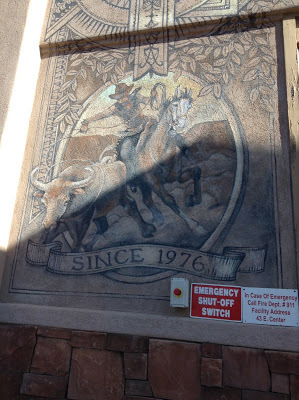 SINCE 1976
EMERGENCY
SHUT-OFF
SWITCH
In Case Of Emergency
Call Fire Dept. # 911
Facility Address
43 E. Center